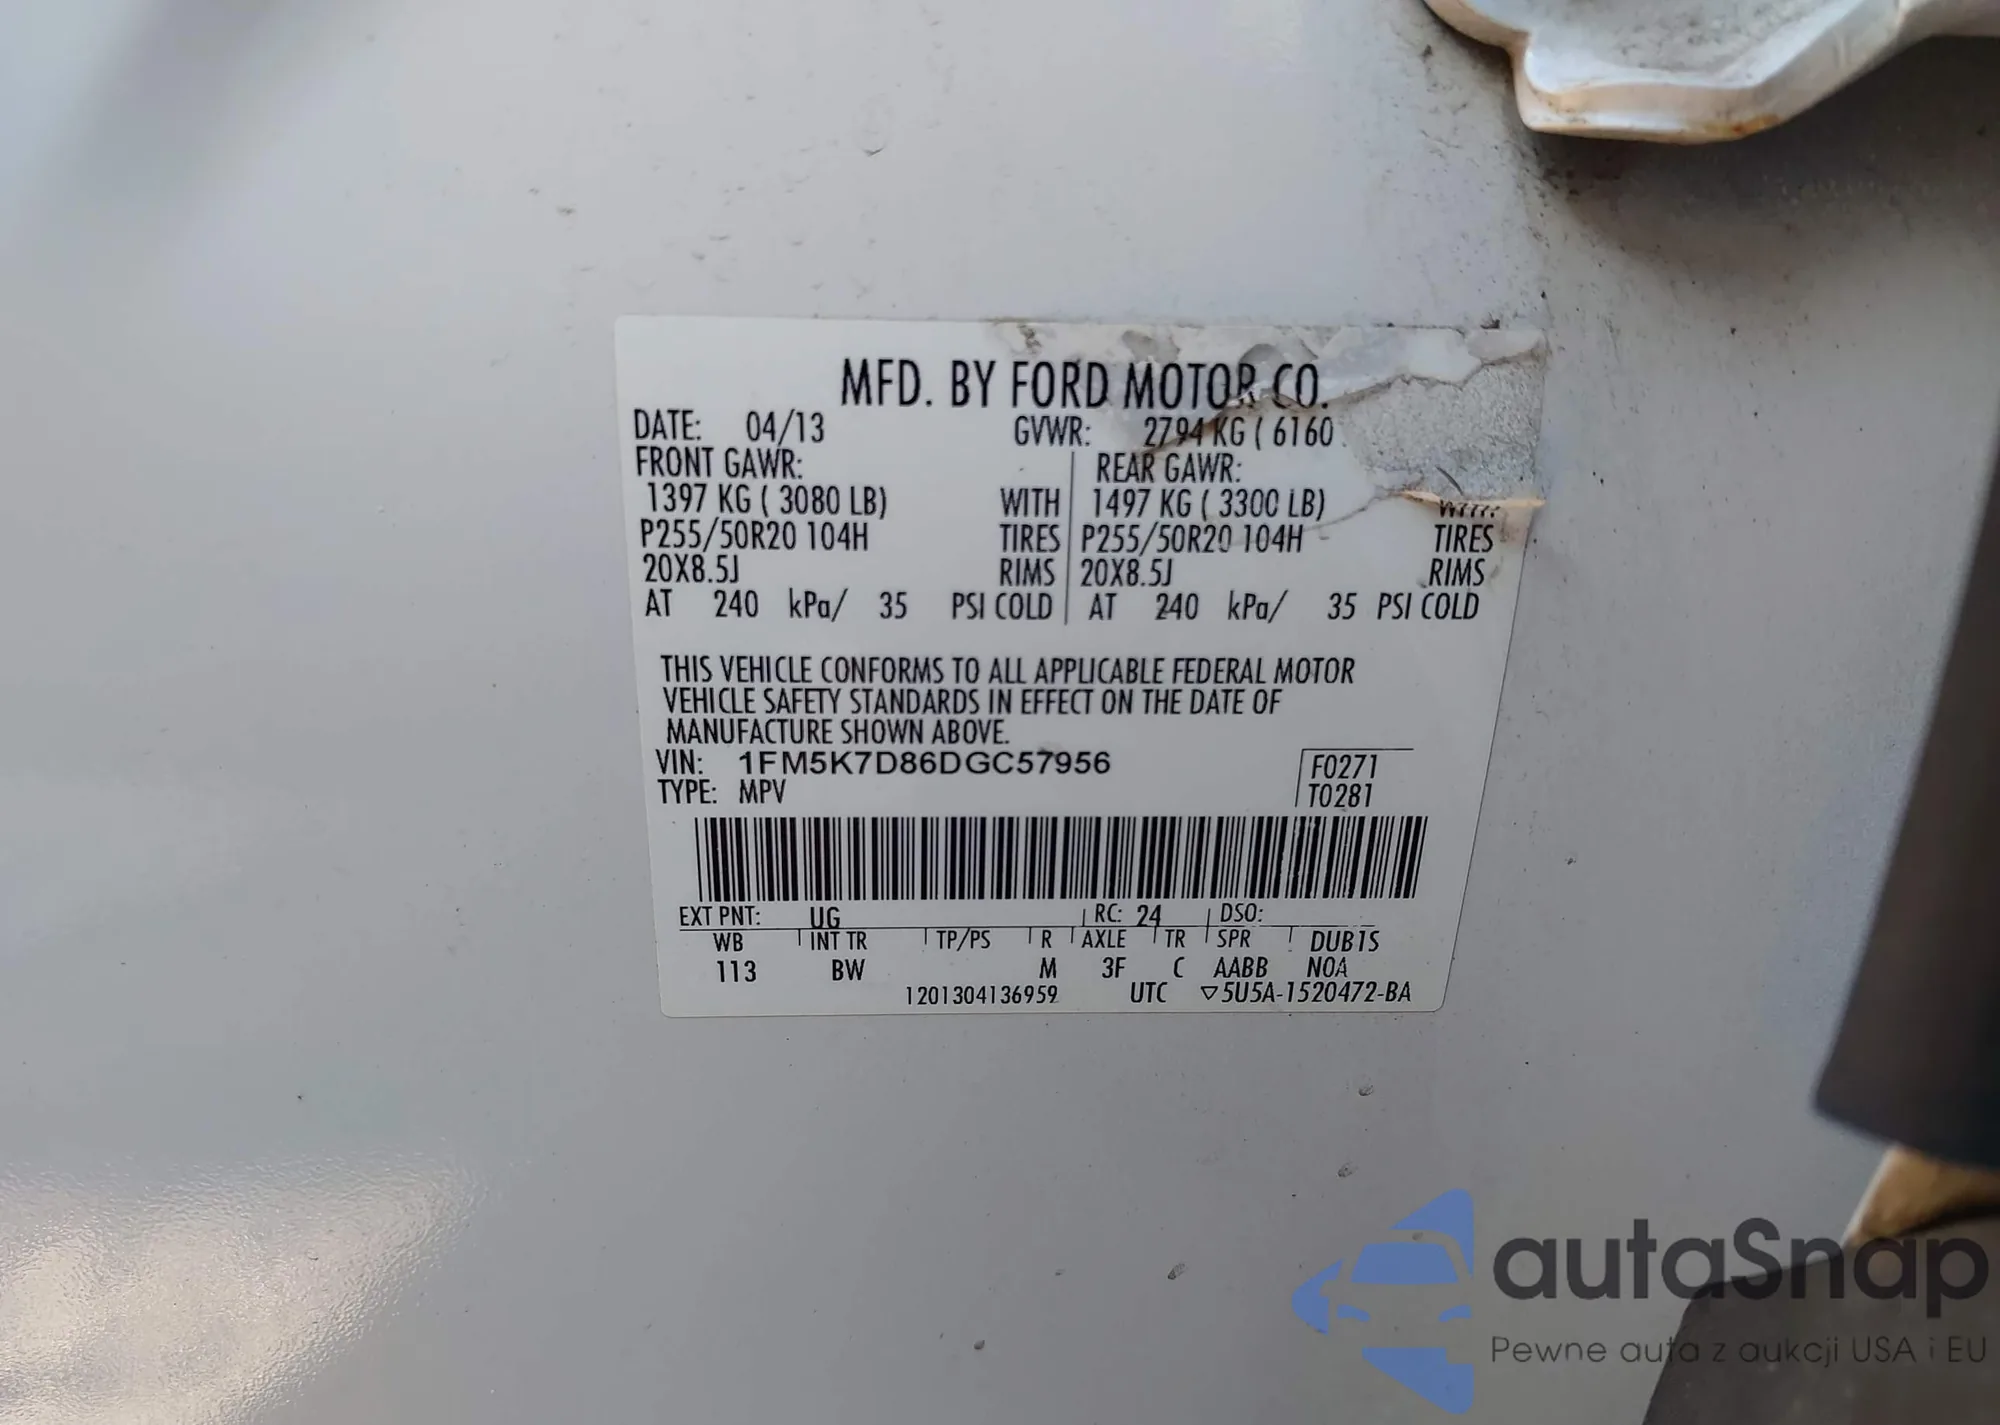 MFD. BY FORD MOTOR CO.
DATE: 04/13 GVWR: 2794 KG ( 6160
FRONT GAWR: REAR GAWR:
1397 KG ( 3080 LB) WITH 1497 KG ( 3300 LB) WITH
P255/50R20 104H TIRES P255/50R20 104H TIRES
20X8.5J RIMS 20X8.5J RIMS
AT 240 kPa/ 35 PSI COLD AT 240 kPa/ 35 PSI COLD
THIS VEHICLE CONFORMS TO ALL APPLICABLE FEDERAL MOTOR
VEHICLE SAFETY STANDARDS IN EFFECT ON THE DATE OF
MANUFACTURE SHOWN ABOVE.
VIN: 1FM5K7D86DGC57956 F0271
TYPE: MPV T0281
EXT PNT: UG RC: 24 DSO:
WB INT TR TP/PS R AXLE TR SPR DUB1S
113 BW M 3F C AABB N0A
1201304136959 UTC ▽5U5A-1520472-BA
autaSnap
Pewne auta z aukcji USA i EU